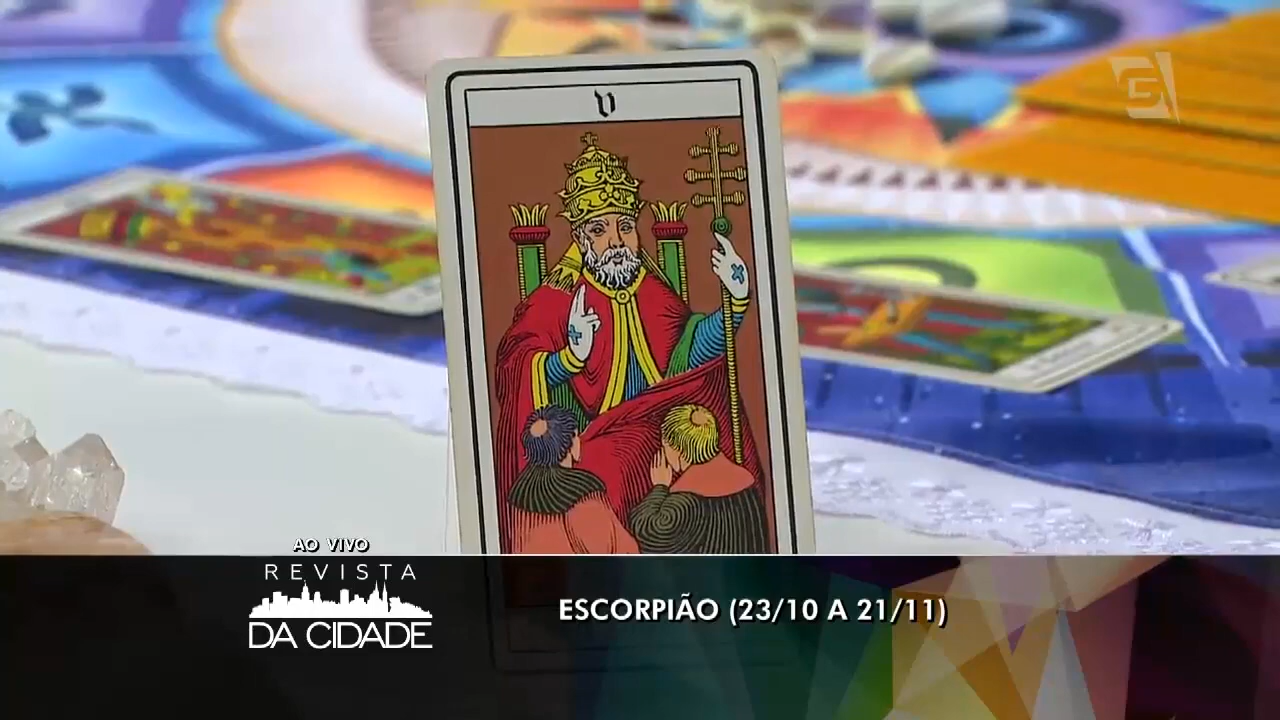 V
AO VIVO
REVISTA
DA CIDADE
ESCORPIÃO (23/10 A 21/11)